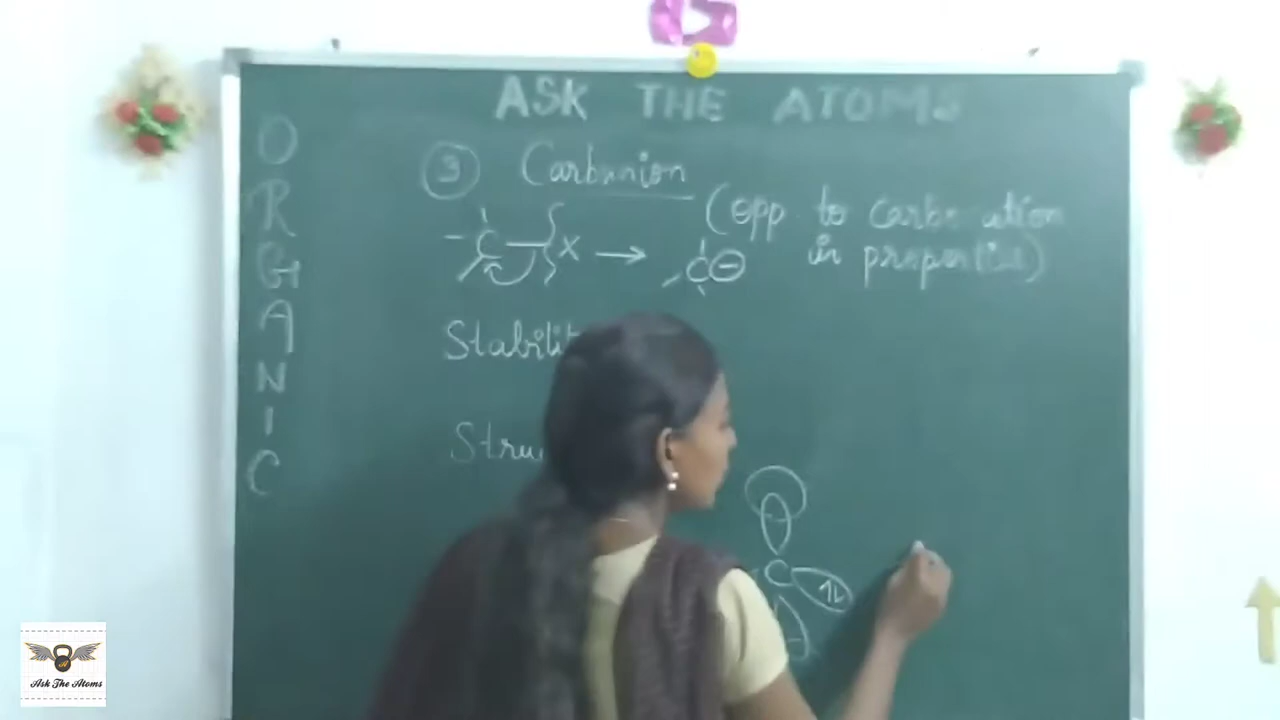 ASK THE ATOMS
ORGANIC
③ Carbanion
(Opp to carbocation
in properties)
C X → C⊖
Stabilit
Stru
C ⇅
Ask The Atoms